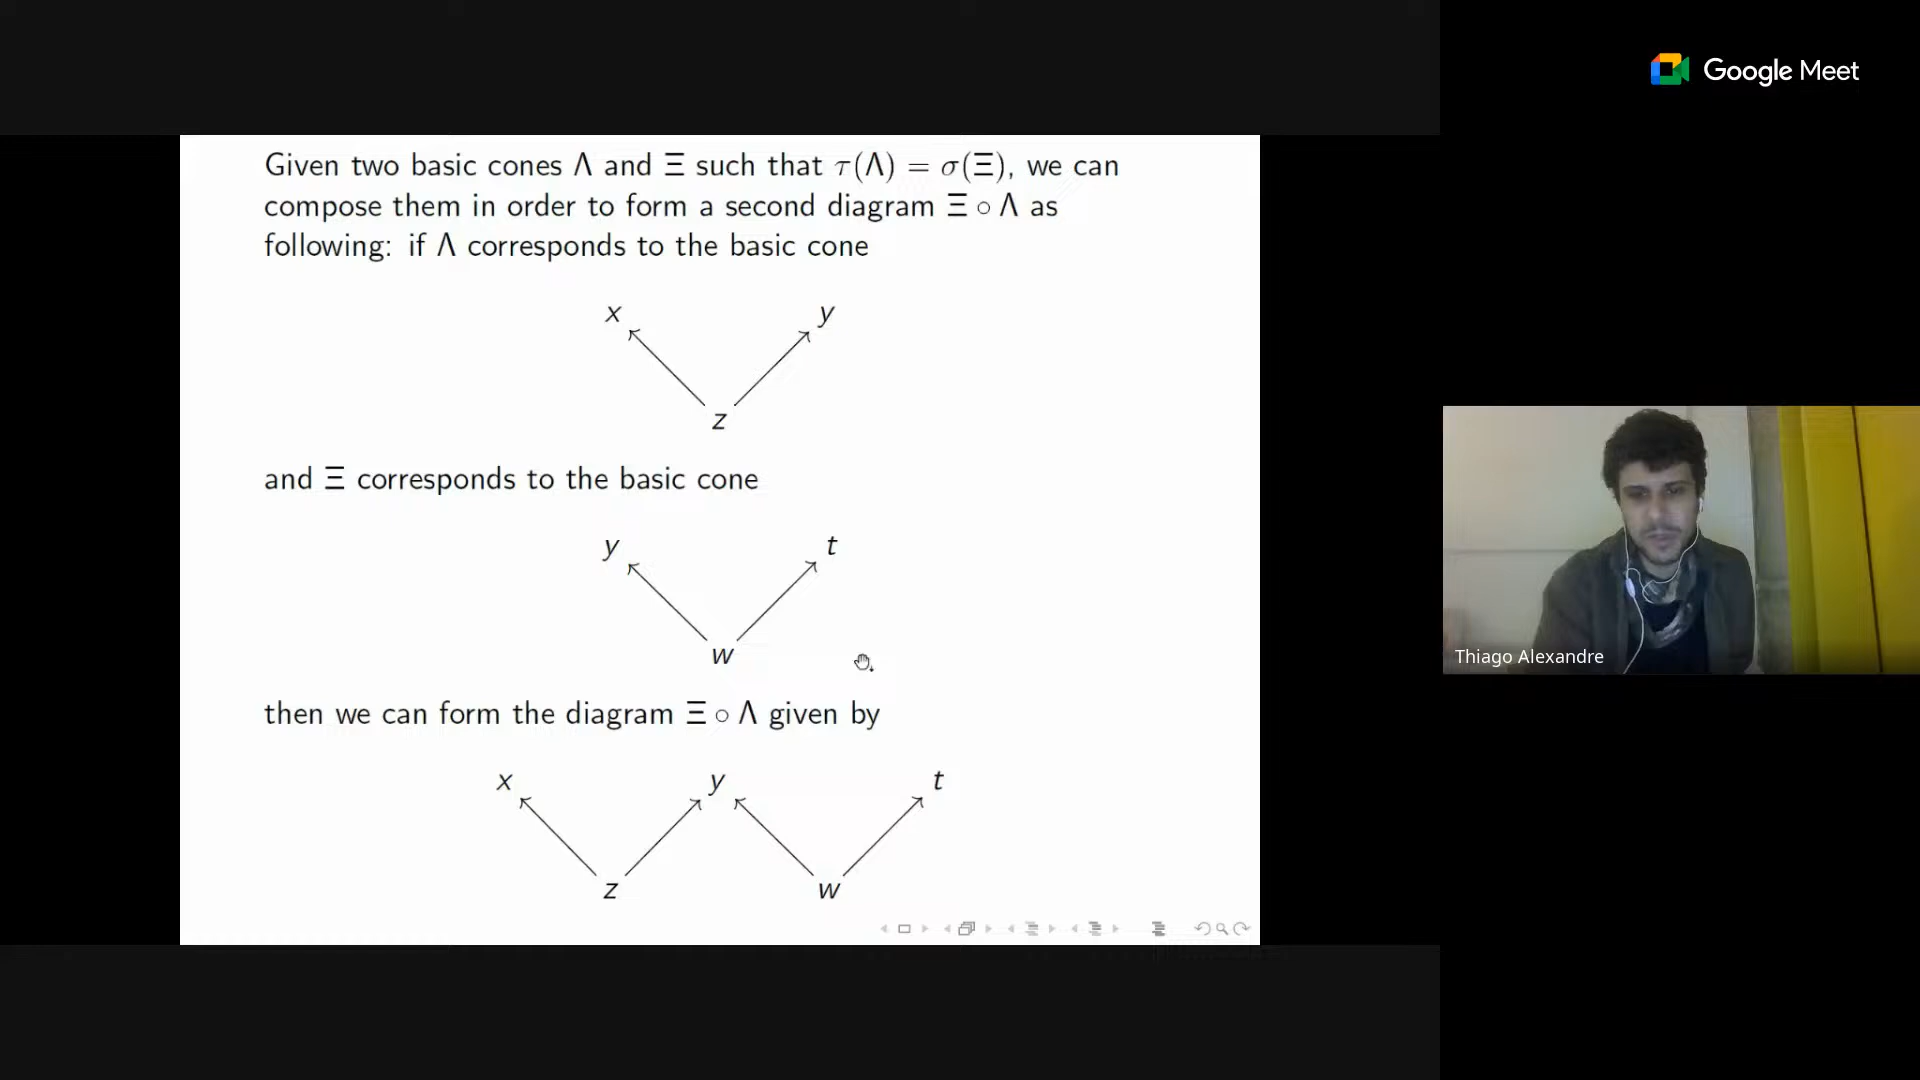 Google Meet
Given two basic cones Λ and Ξ such that τ(Λ) = σ(Ξ), we can
compose them in order to form a second diagram Ξ ∘ Λ as
following: if Λ corresponds to the basic cone
x y
z
and Ξ corresponds to the basic cone
y t
w
then we can form the diagram Ξ ∘ Λ given by
x y t
z w
Thiago Alexandre